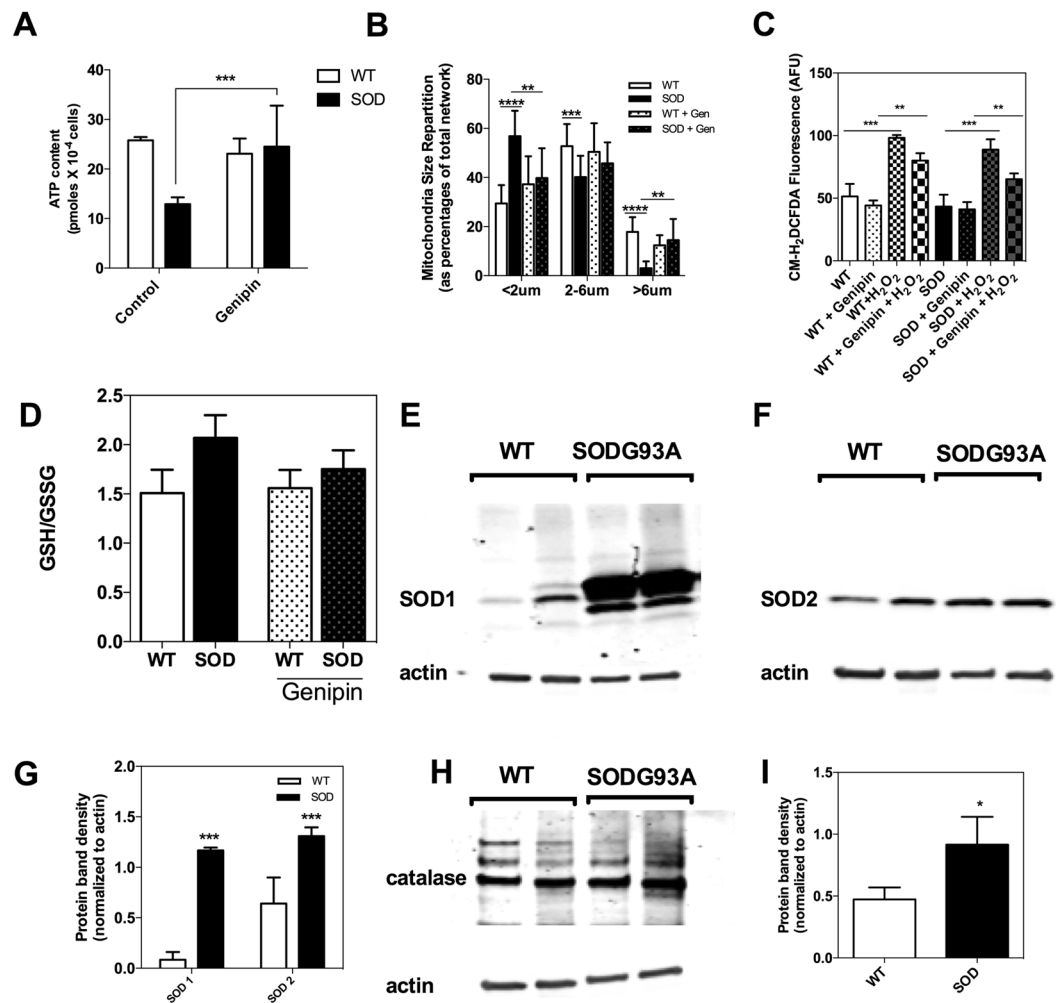 A
ATP content
(pmoles X 10⁻⁴ cells)
40
30
20
10
0
***
WT
SOD
Control
Genipin
B
Mitochondria Size Repartition
(as percentages of total network)
80
60
40
20
0
****
**
***
****
**
WT
SOD
WT + Gen
SOD + Gen
<2um
2-6um
>6um
C
CM-H₂DCFDA Fluorescence (AFU)
150
100
50
0
***
**
***
**
WT
WT + Genipin
WT+H₂O₂
WT + Genipin + H₂O₂
SOD
SOD + Genipin
SOD + H₂O₂
SOD + Genipin + H₂O₂
D
GSH/GSSG
2.5
2.0
1.5
1.0
0.5
0.0
WT
SOD
WT
SOD
Genipin
E
WT
SODG93A
SOD1
actin
F
WT
SODG93A
SOD2
actin
G
Protein band density
(normalized to actin)
2.0
1.5
1.0
0.5
0.0
WT
SOD
***
***
SOD 1
SOD 2
H
WT
SODG93A
catalase
actin
I
Protein band density
(normalized to actin)
1.5
1.0
0.5
0.0
*
WT
SOD